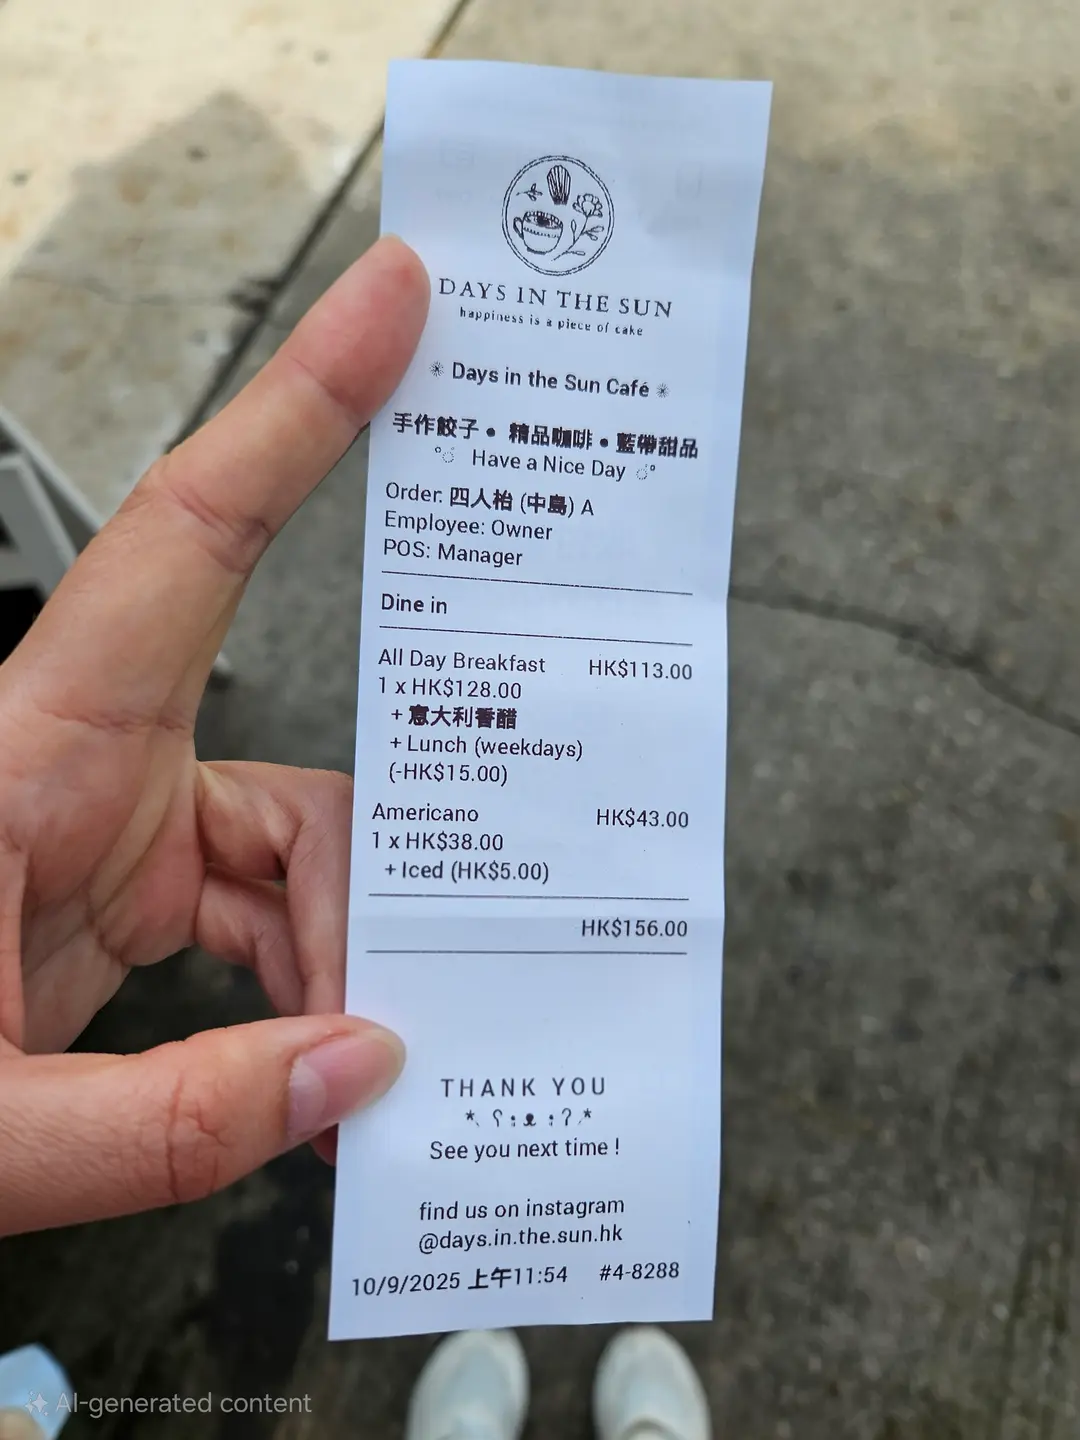 DAYS IN THE SUN
happiness is a piece of cake
Days in the Sun Café
手作餃子 • 精品咖啡 • 藍帶甜品
Have a Nice Day
Order: 四人枱 (中島) A
Employee: Owner
POS: Manager
Dine in
All Day Breakfast HK$113.00
1 x HK$128.00
+ 意大利香醋
+ Lunch (weekdays)
(-HK$15.00)
Americano HK$43.00
1 x HK$38.00
+ Iced (HK$5.00)
HK$156.00
THANK YOU
See you next time !
find us on instagram
@days.in.the.sun.hk
10/9/2025 上午11:54 #4-8288
AI-generated content